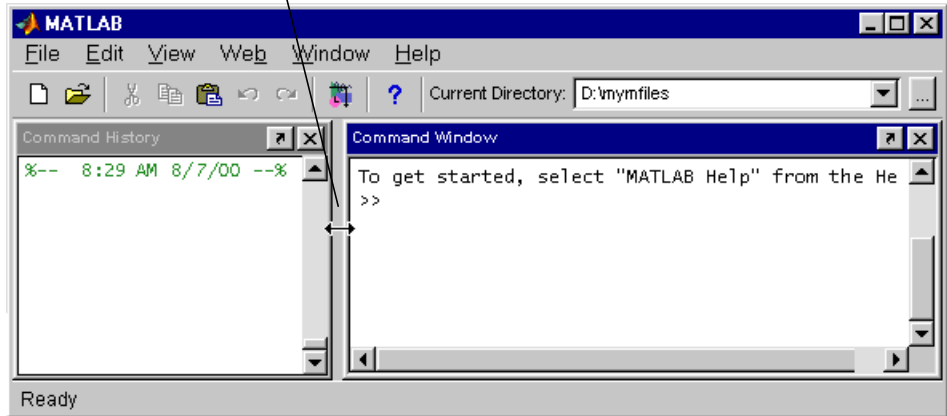 MATLAB
File Edit View Web Window Help
? Current Directory: D:\mymfiles ...
Command History
Command Window
%-- 8:29 AM 8/7/00 --%
To get started, select "MATLAB Help" from the He
>>
Ready